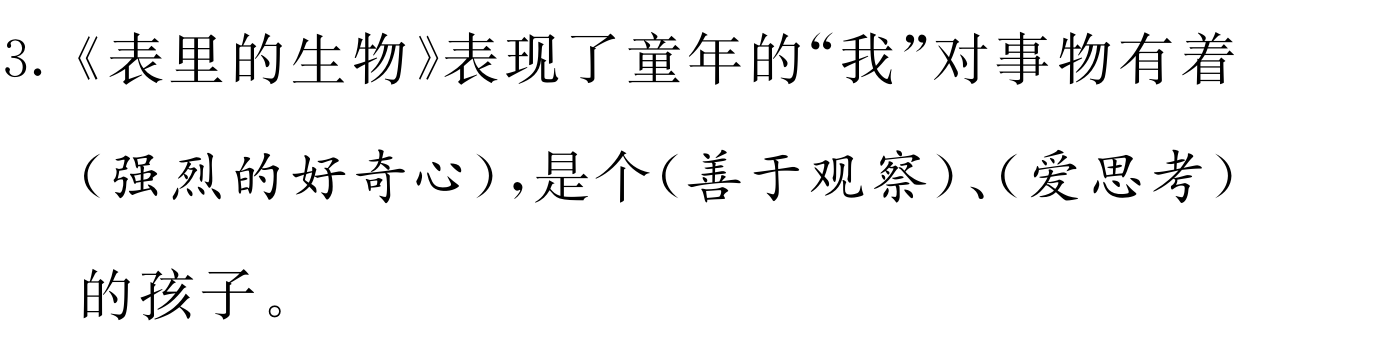 3.《表里的生物》表现了童年的“我”对事物有着
(强烈的好奇心),是个(善于观察)、(爱思考)
的孩子。